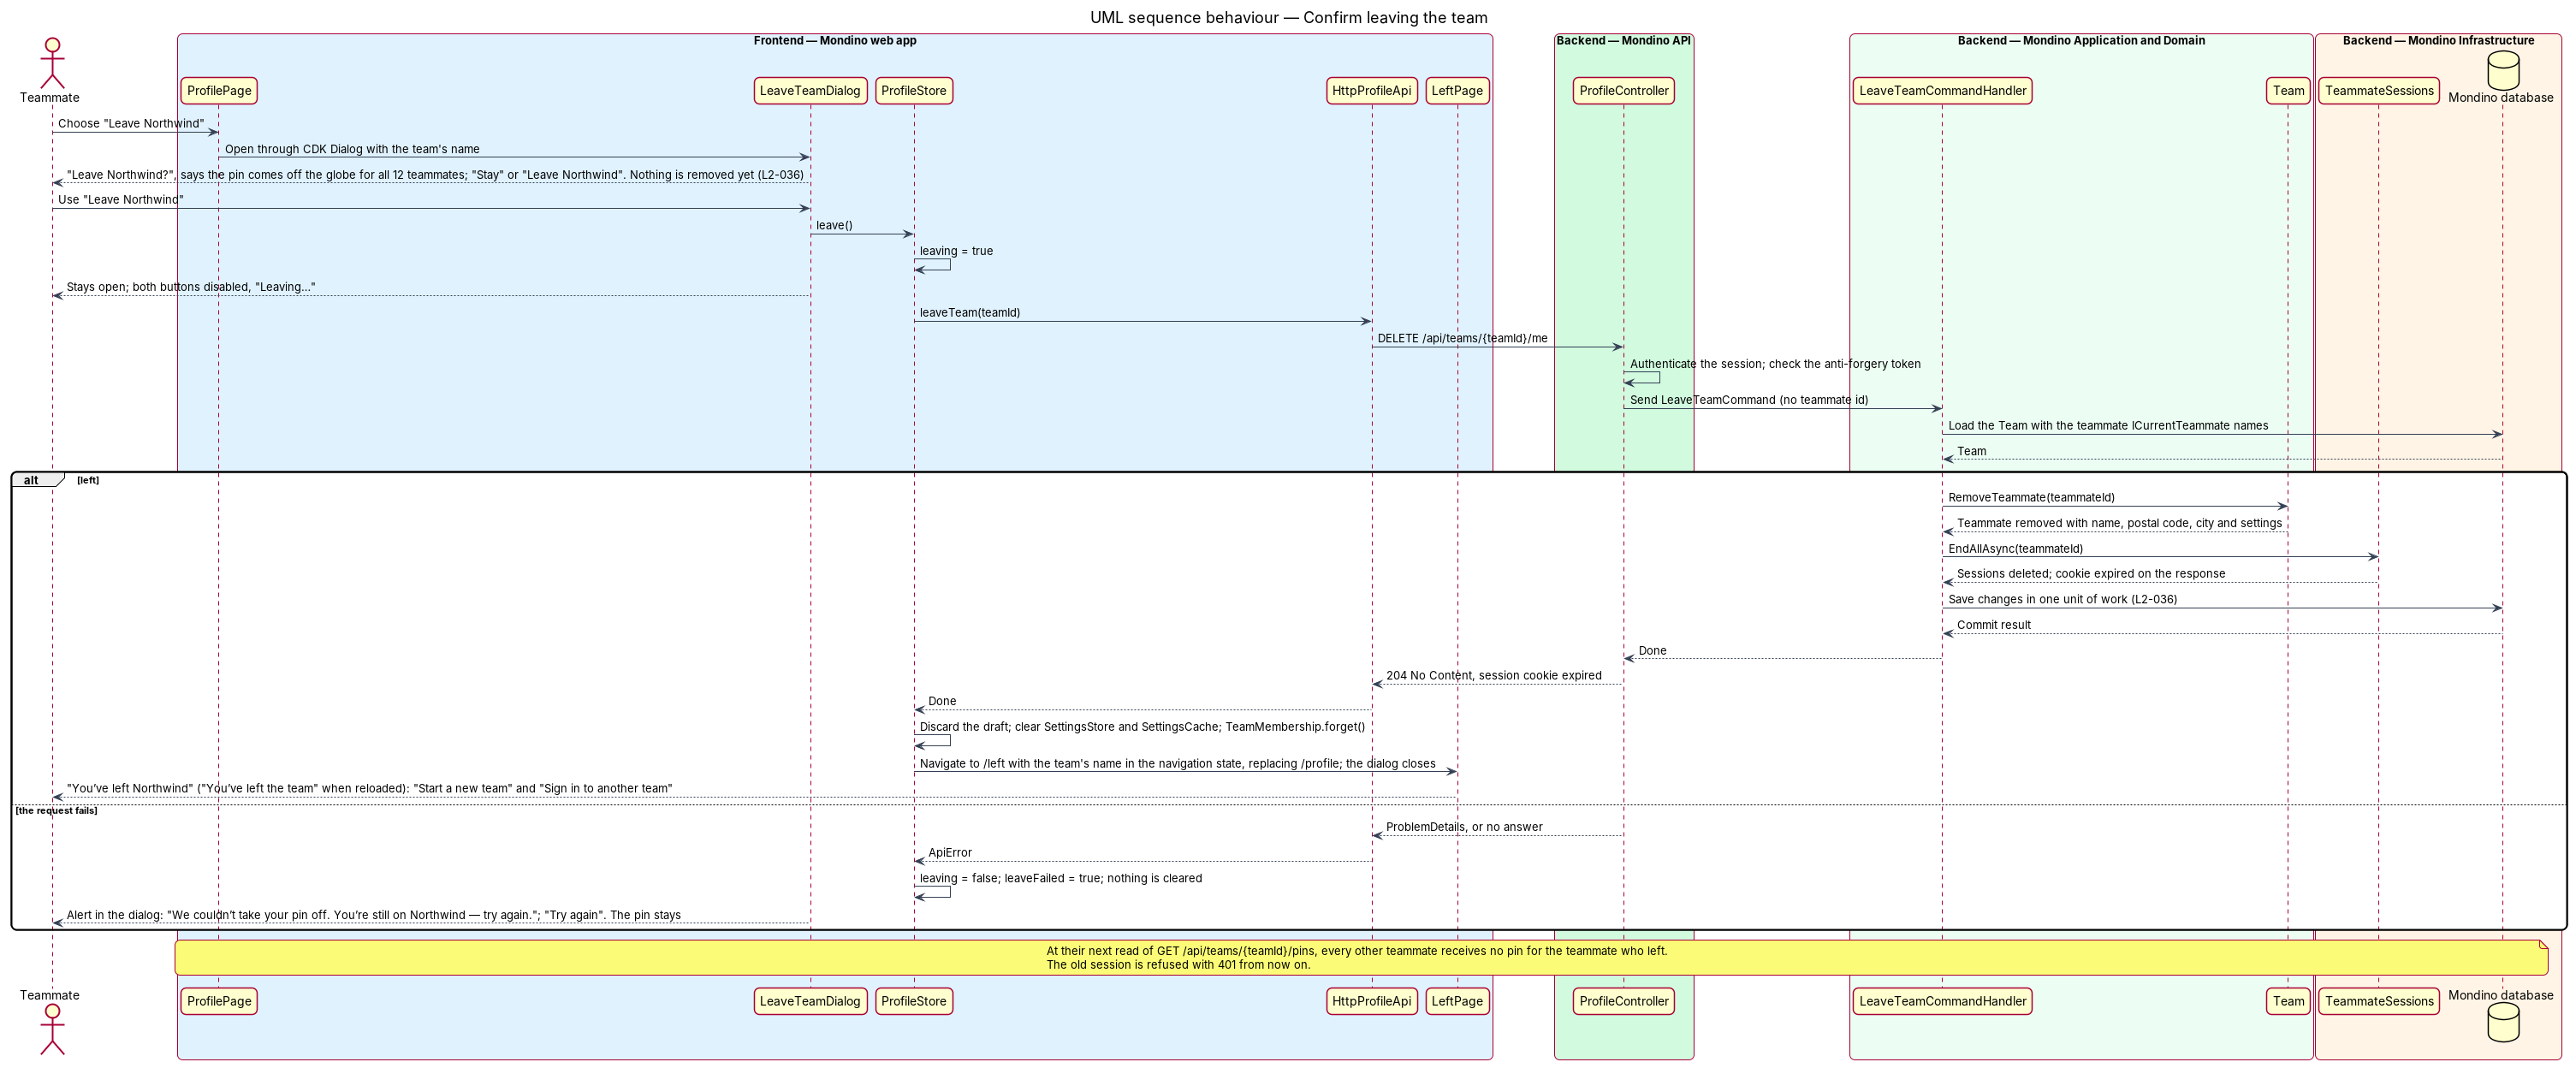 UML sequence behaviour — Confirm leaving the team
Frontend — Mondino web app
Backend — Mondino API
Backend — Mondino Application and Domain
Backend — Mondino Infrastructure
Teammate
ProfilePage
LeaveTeamDialog
ProfileStore
HttpProfileApi
LeftPage
ProfileController
LeaveTeamCommandHandler
Team
TeammateSessions
Mondino database
Choose "Leave Northwind"
Open through CDK Dialog with the team's name
"Leave Northwind?", says the pin comes off the globe for all 12 teammates; "Stay" or "Leave Northwind". Nothing is removed yet (L2-036)
Use "Leave Northwind"
leave()
leaving = true
Stays open; both buttons disabled, "Leaving…"
leaveTeam(teamId)
DELETE /api/teams/{teamId}/me
Authenticate the session; check the anti-forgery token
Send LeaveTeamCommand (no teammate id)
Load the Team with the teammate ICurrentTeammate names
Team
alt
[left]
RemoveTeammate(teammateId)
Teammate removed with name, postal code, city and settings
EndAllAsync(teammateId)
Sessions deleted; cookie expired on the response
Save changes in one unit of work (L2-036)
Commit result
Done
204 No Content, session cookie expired
Done
Discard the draft; clear SettingsStore and SettingsCache; TeamMembership.forget()
Navigate to /left with the team's name in the navigation state, replacing /profile; the dialog closes
"You’ve left Northwind" ("You’ve left the team" when reloaded): "Start a new team" and "Sign in to another team"
[the request fails]
ProblemDetails, or no answer
ApiError
leaving = false; leaveFailed = true; nothing is cleared
Alert in the dialog: "We couldn’t take your pin off. You’re still on Northwind — try again."; "Try again". The pin stays
At their next read of GET /api/teams/{teamId}/pins, every other teammate receives no pin for the teammate who left.
The old session is refused with 401 from now on.
Teammate
ProfilePage
LeaveTeamDialog
ProfileStore
HttpProfileApi
LeftPage
ProfileController
LeaveTeamCommandHandler
Team
TeammateSessions
Mondino database